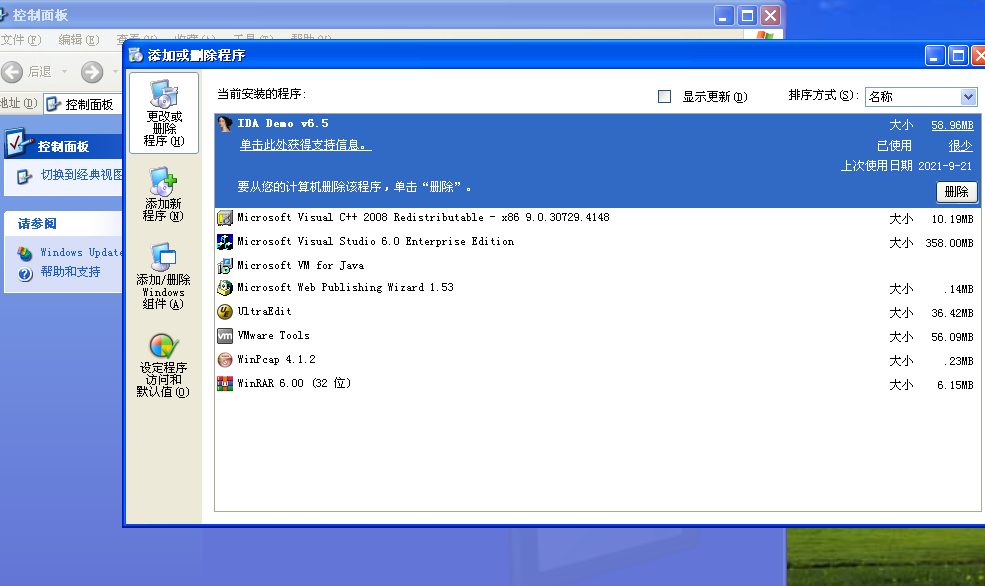 控制面板
文件(F) 编辑(E) 查看(V) 收藏(A) 工具(T) 帮助(H)
后退
地址(D) 控制面板
控制面板
切换到经典视图
请参阅
Windows Update
帮助和支持
添加或删除程序
更改或
删除
程序(H)
添加新
程序(N)
添加/删除
Windows
组件(A)
设定程序
访问和
默认值(O)
当前安装的程序:
显示更新(D)
排序方式(S): 名称
IDA Demo v6.5 大小 58.96MB
单击此处获得支持信息。 已使用 很少
上次使用日期 2021-9-21
要从您的计算机删除该程序，单击“删除”。 删除
Microsoft Visual C++ 2008 Redistributable - x86 9.0.30729.4148 大小 10.19MB
Microsoft Visual Studio 6.0 Enterprise Edition 大小 358.00MB
Microsoft VM for Java
Microsoft Web Publishing Wizard 1.53 大小 .14MB
UltraEdit 大小 36.42MB
vm VMware Tools 大小 56.09MB
WinPcap 4.1.2 大小 .23MB
WinRAR 6.00 (32 位) 大小 6.15MB